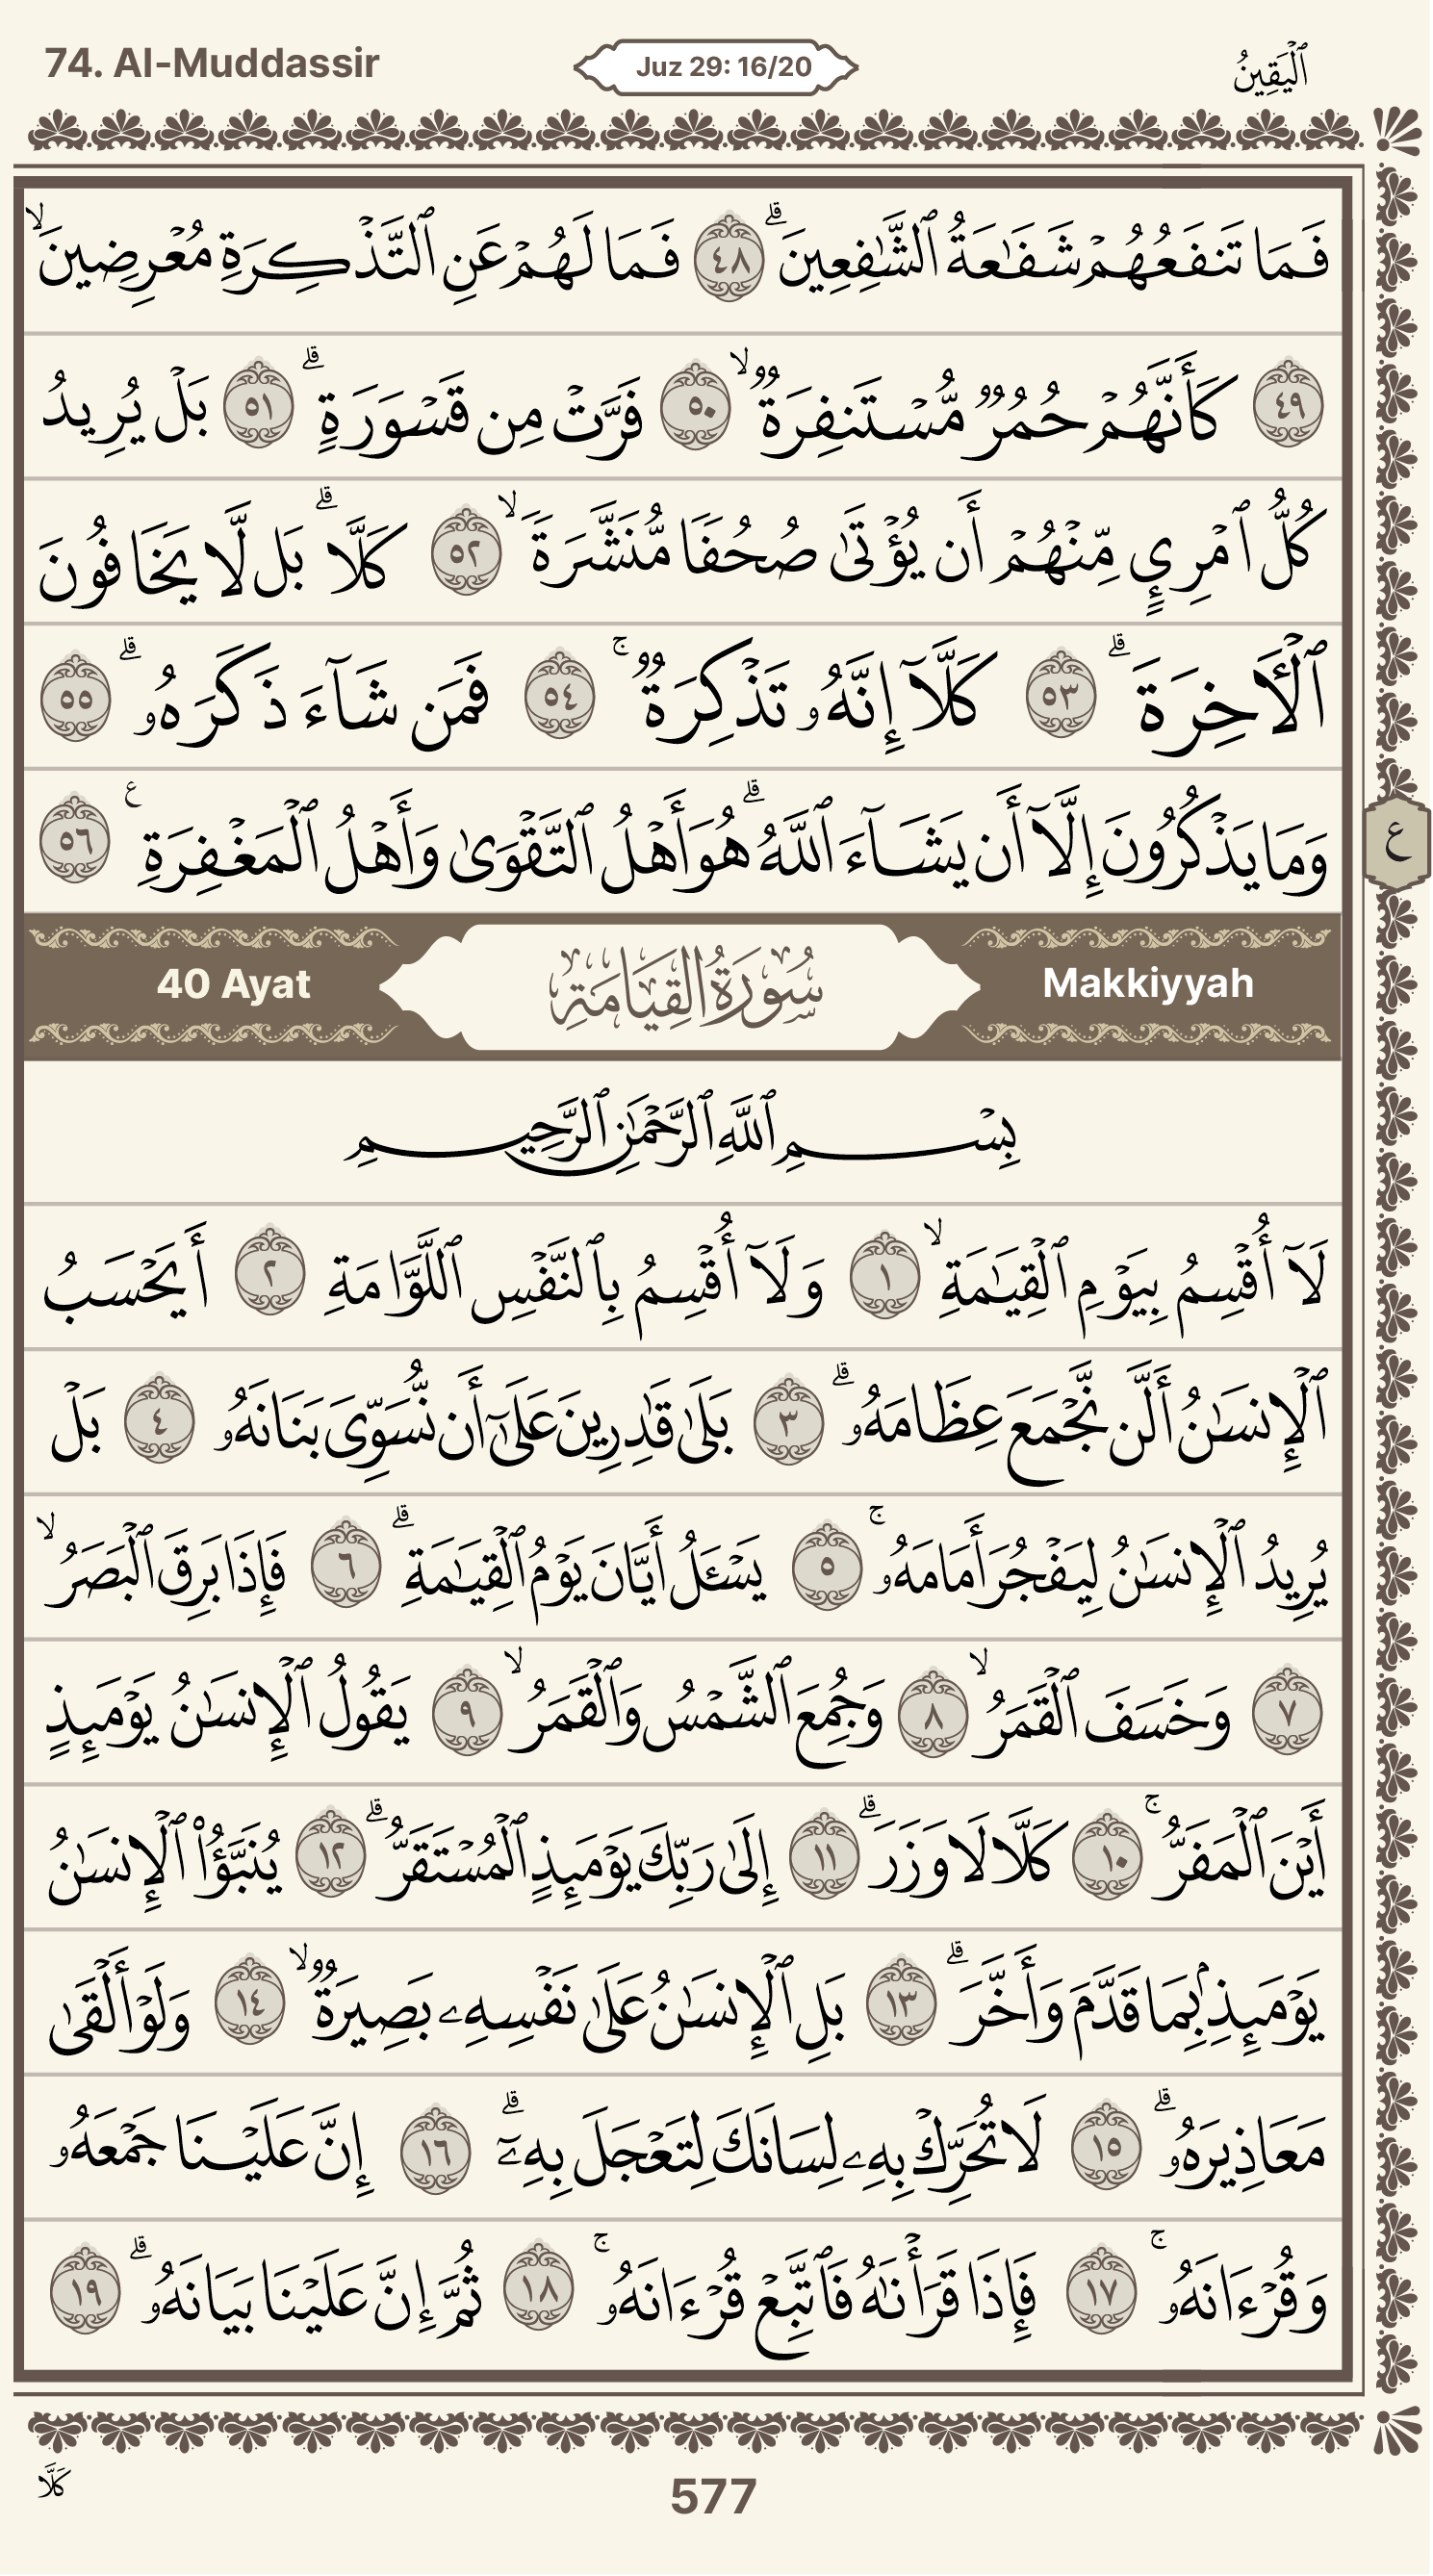 74. Al-Muddassir
Juz 29: 16/20
ٱلْيَقِينُ
فَمَا تَنفَعُهُمْ شَفَٰعَةُ ٱلشَّٰفِعِينَ ۗ ٤٨ فَمَا لَهُمْ عَنِ ٱلتَّذْكِرَةِ مُعْرِضِينَ ۙ
٤٩ كَأَنَّهُمْ حُمُرٌ مُّسْتَنفِرَةٌ ۙ ٥٠ فَرَّتْ مِن قَسْوَرَةٍ ۗ ٥١ بَلْ يُرِيدُ
كُلُّ ٱمْرِئٍ مِّنْهُمْ أَن يُؤْتَىٰ صُحُفًا مُّنَشَّرَةً ۙ ٥٢ كَلَّا ۗ بَل لَّا يَخَافُونَ
ٱلْـَٔاخِرَةَ ۗ ٥٣ كَلَّآ إِنَّهُۥ تَذْكِرَةٌ ۚ ٥٤ فَمَن شَآءَ ذَكَرَهُۥ ۗ ٥٥
وَمَا يَذْكُرُونَ إِلَّآ أَن يَشَآءَ ٱللَّهُ ۗ هُوَ أَهْلُ ٱلتَّقْوَىٰ وَأَهْلُ ٱلْمَغْفِرَةِ ع ٥٦
ع
40 Ayat
سُورَةُ القِيَامَةِ
Makkiyyah
بِسْمِ ٱللَّهِ ٱلرَّحْمَٰنِ ٱلرَّحِيمِ
لَآ أُقْسِمُ بِيَوْمِ ٱلْقِيَٰمَةِ ۙ ١ وَلَآ أُقْسِمُ بِٱلنَّفْسِ ٱللَّوَّامَةِ ٢ أَيَحْسَبُ
ٱلْإِنسَٰنُ أَلَّن نَّجْمَعَ عِظَامَهُۥ ۗ ٣ بَلَىٰ قَٰدِرِينَ عَلَىٰٓ أَن نُّسَوِّىَ بَنَانَهُۥ ٤ بَلْ
يُرِيدُ ٱلْإِنسَٰنُ لِيَفْجُرَ أَمَامَهُۥ ۚ ٥ يَسْـَٔلُ أَيَّانَ يَوْمُ ٱلْقِيَٰمَةِ ۗ ٦ فَإِذَا بَرِقَ ٱلْبَصَرُ ۙ
٧ وَخَسَفَ ٱلْقَمَرُ ۙ ٨ وَجُمِعَ ٱلشَّمْسُ وَٱلْقَمَرُ ۙ ٩ يَقُولُ ٱلْإِنسَٰنُ يَوْمَئِذٍ
أَيْنَ ٱلْمَفَرُّ ۚ ١٠ كَلَّا لَا وَزَرَ ۗ ١١ إِلَىٰ رَبِّكَ يَوْمَئِذٍ ٱلْمُسْتَقَرُّ ۗ ١٢ يُنَبَّؤُا۟ ٱلْإِنسَٰنُ
يَوْمَئِذٍۭ بِمَا قَدَّمَ وَأَخَّرَ ۗ ١٣ بَلِ ٱلْإِنسَٰنُ عَلَىٰ نَفْسِهِۦ بَصِيرَةٌ ۙ ١٤ وَلَوْ أَلْقَىٰ
مَعَاذِيرَهُۥ ۗ ١٥ لَا تُحَرِّكْ بِهِۦ لِسَانَكَ لِتَعْجَلَ بِهِۦٓ ۗ ١٦ إِنَّ عَلَيْنَا جَمْعَهُۥ
وَقُرْءَانَهُۥ ۚ ١٧ فَإِذَا قَرَأْنَٰهُ فَٱتَّبِعْ قُرْءَانَهُۥ ۚ ١٨ ثُمَّ إِنَّ عَلَيْنَا بَيَانَهُۥ ۗ ١٩
كَلَّا
577